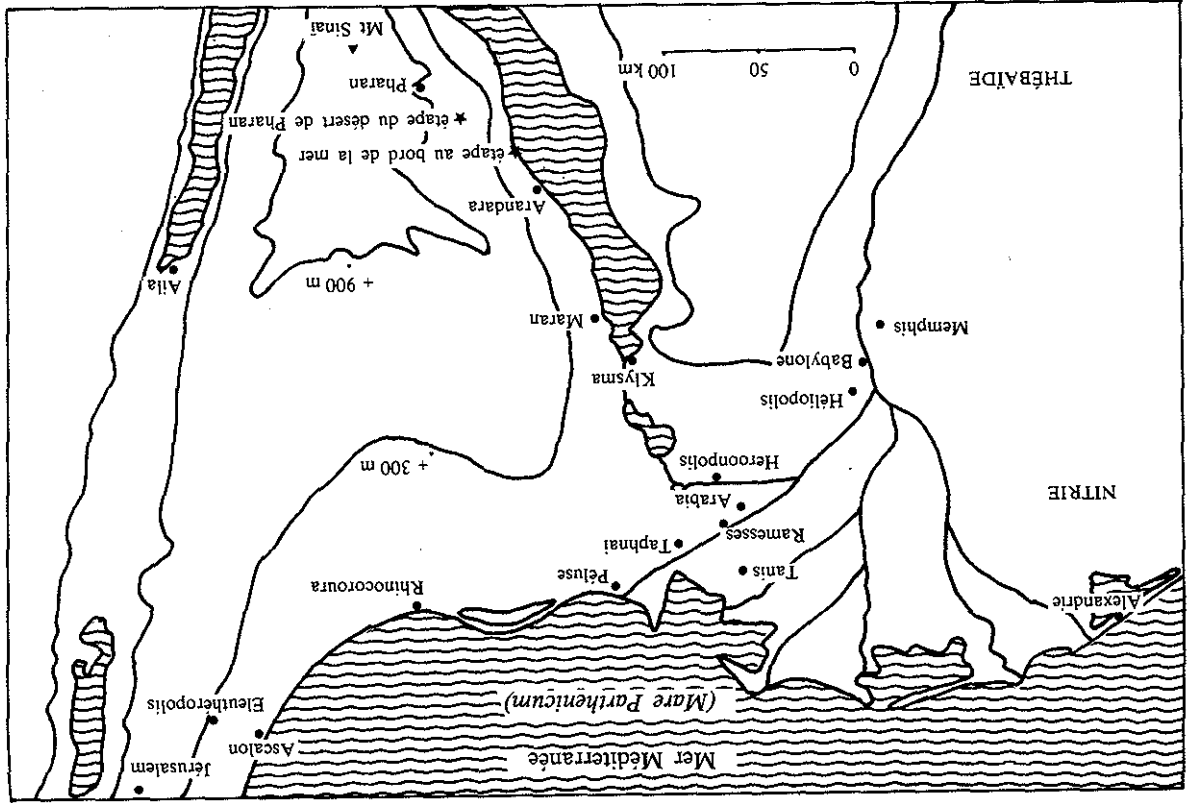 Jérusalem
Mer Méditerranée
Ascalon
(Mare Parthenicum)
Eleuthéropolis
Alexandrie
Rhinocoroura
Péluse
Tanis
Taphnai
Ramesses
Arabia
NITRIE
+ 300 m
Heroonpolis
Héliopolis
Klysma
Babylone
Memphis
Maran
Aila
+ 900 m
Arandara
étape au bord de la mer
étape du désert de Pharan
Pharan
THÉBAÏDE
0 50 100 km
Mt Sinaï